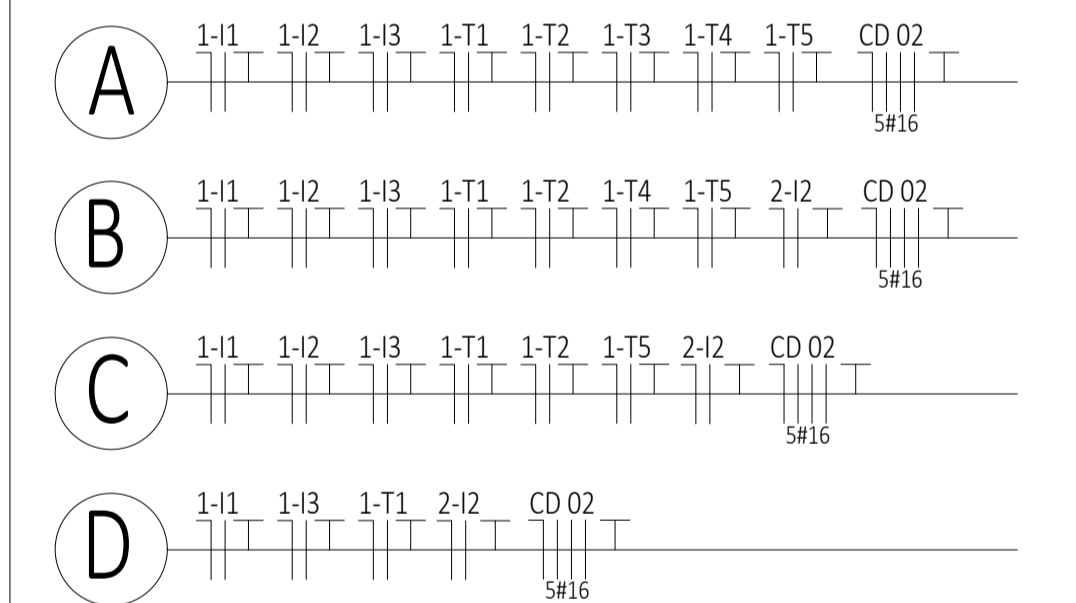 A 1-I1 1-I2 1-I3 1-T1 1-T2 1-T3 1-T4 1-T5 CD 02
5#16
B 1-I1 1-I2 1-I3 1-T1 1-T2 1-T4 1-T5 2-I2 CD 02
5#16
C 1-I1 1-I2 1-I3 1-T1 1-T2 1-T5 2-I2 CD 02
5#16
D 1-I1 1-I3 1-T1 2-I2 CD 02
5#16